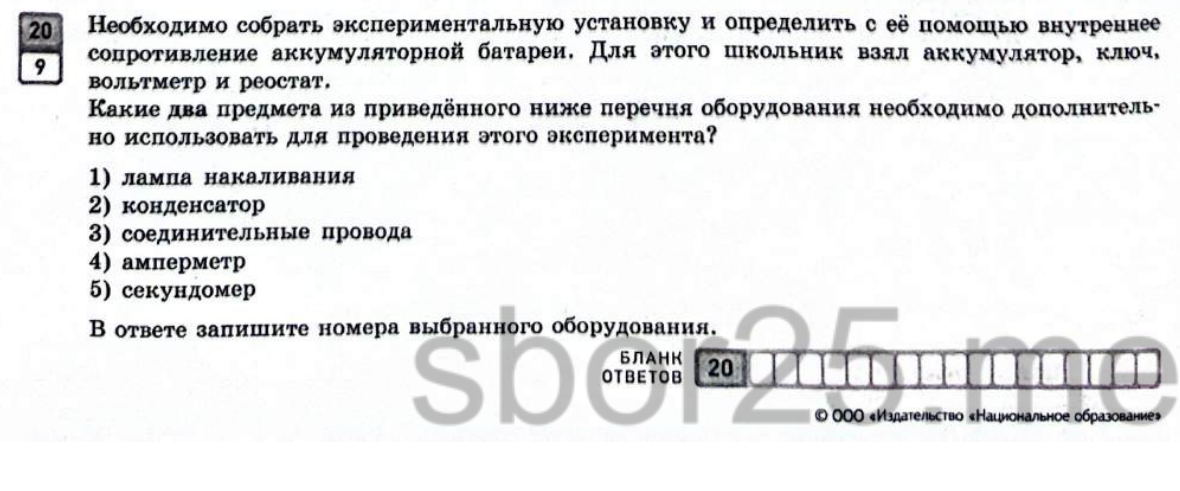 20
9
Необходимо собрать экспериментальную установку и определить с её помощью внутреннее
сопротивление аккумуляторной батареи. Для этого школьник взял аккумулятор, ключ,
вольтметр и реостат.
Какие два предмета из приведённого ниже перечня оборудования необходимо дополнитель-
но использовать для проведения этого эксперимента?
1) лампа накаливания
2) конденсатор
3) соединительные провода
4) амперметр
5) секундомер
В ответе запишите номера выбранного оборудования.
sbor25.me
БЛАНК
ОТВЕТОВ 20
© ООО «Издательство «Национальное образование»